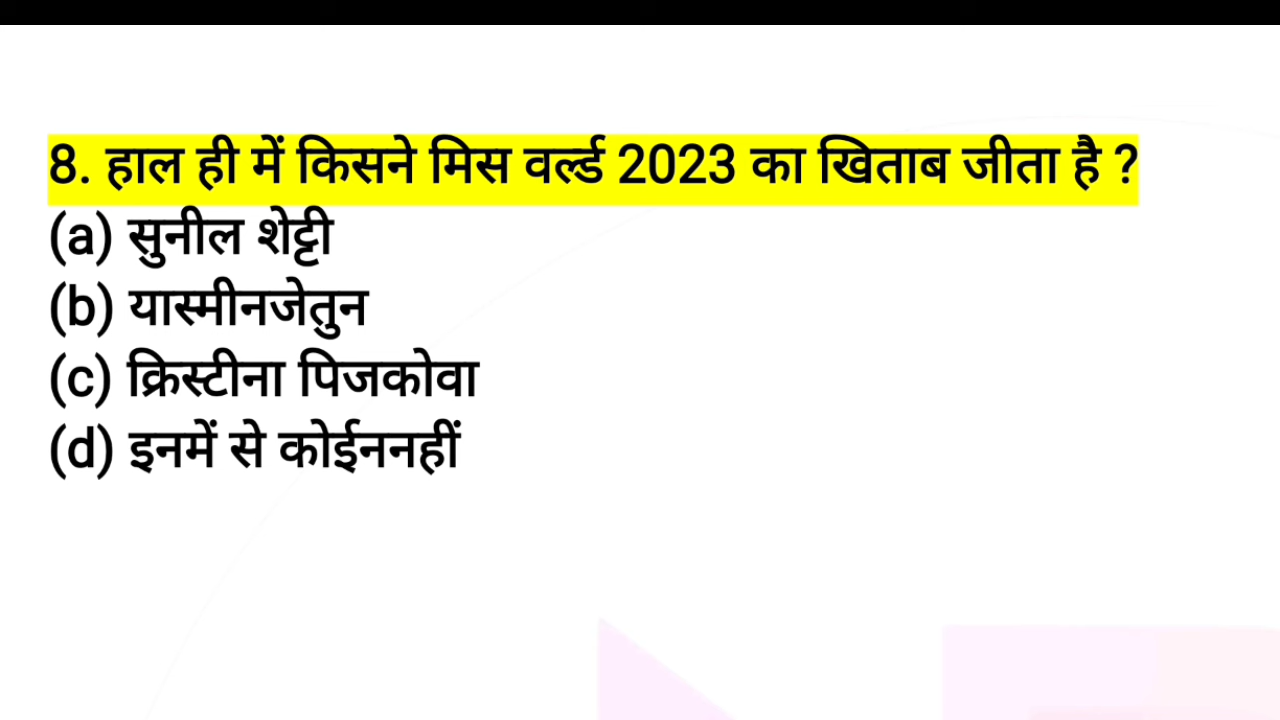 8. हाल ही में किसने मिस वर्ल्ड 2023 का खिताब जीता है ?
(a) सुनील शेट्टी
(b) यास्मीनजेतुन
(c) क्रिस्टीना पिजकोवा
(d) इनमें से कोईननहीं